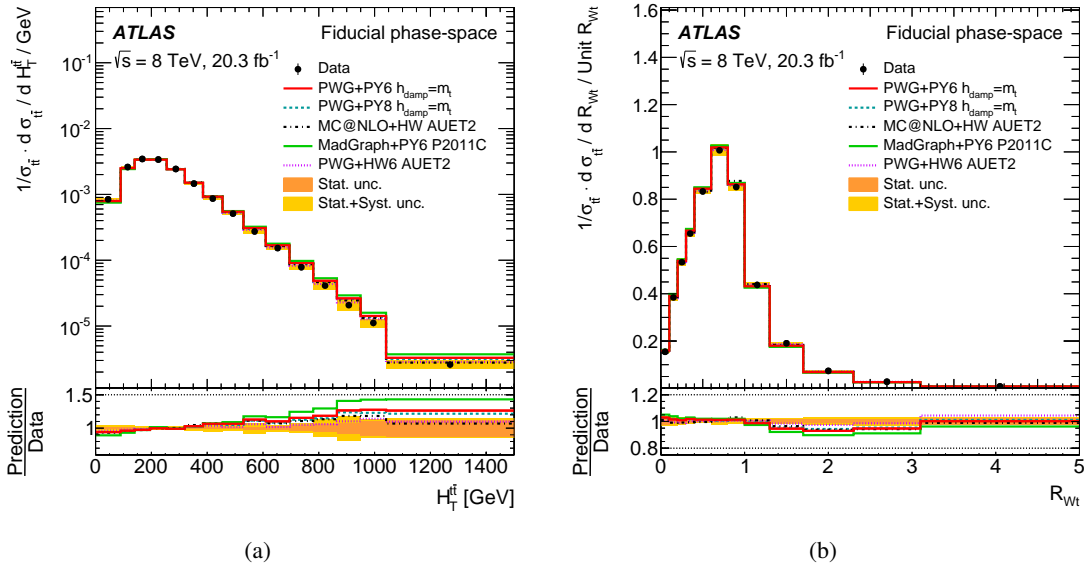 ATLAS Fiducial phase-space
√s = 8 TeV, 20.3 fb⁻¹
Data
PWG+PY6 h_damp=m_t
PWG+PY8 h_damp=m_t
MC@NLO+HW AUET2
MadGraph+PY6 P2011C
PWG+HW6 AUET2
Stat. unc.
Stat.+Syst. unc.
1/σ_tt̄ · d σ_tt̄ / d H_T^tt̄ / GeV
10⁻¹
10⁻²
10⁻³
10⁻⁴
10⁻⁵
1.5
1
Prediction
Data
0 200 400 600 800 1000 1200 1400
H_T^tt̄ [GeV]
(a)
ATLAS Fiducial phase-space
√s = 8 TeV, 20.3 fb⁻¹
Data
PWG+PY6 h_damp=m_t
PWG+PY8 h_damp=m_t
MC@NLO+HW AUET2
MadGraph+PY6 P2011C
PWG+HW6 AUET2
Stat. unc.
Stat.+Syst. unc.
1/σ_tt̄ · d σ_tt̄ / d R_Wt / Unit R_Wt
1.6
1.4
1.2
1
0.8
0.6
0.4
0.2
1.2
1
0.8
Prediction
Data
0 1 2 3 4 5
R_Wt
(b)